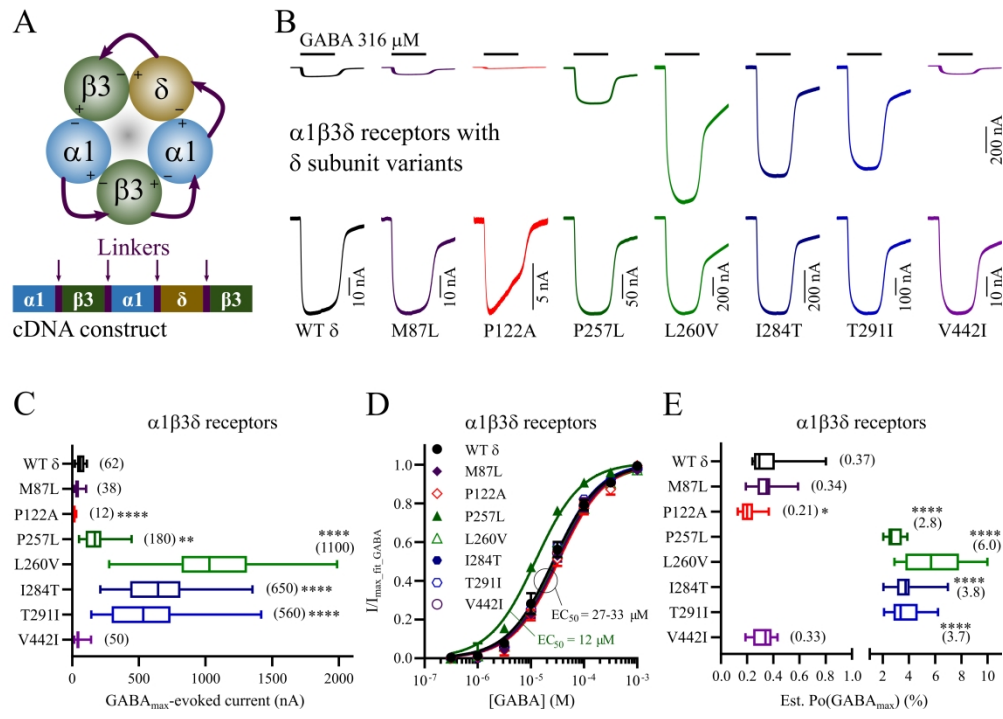 A
β3
δ
α1
α1
β3
Linkers
α1 β3 α1 δ β3
cDNA construct
B
GABA 316 μM
α1β3δ receptors with
δ subunit variants
200 nA
10 nA
10 nA
5 nA
50 nA
200 nA
200 nA
100 nA
10 nA
WT δ M87L P122A P257L L260V I284T T291I V442I
C
α1β3δ receptors
WT δ (62)
M87L (38)
P122A (12) ****
P257L (180) ** ****
(1100)
L260V
I284T (650) ****
T291I (560) ****
V442I (50)
0 500 1000 1500 2000
GABAmax-evoked current (nA)
D
α1β3δ receptors
WT δ
M87L
P122A
P257L
L260V
I284T
T291I
V442I
I/Imax_fit_GABA
1.0
0.8
0.6
0.4
0.2
0.0
EC50 = 27-33 μM
EC50 = 12 μM
10-7 10-6 10-5 10-4 10-3
[GABA] (M)
E
α1β3δ receptors
WT δ (0.37)
M87L (0.34)
P122A (0.21) *
P257L **** (2.8)
L260V **** (6.0)
I284T **** (3.8)
T291I **** (3.7)
V442I (0.33)
0.0 0.2 0.4 0.6 0.8 1.0 2 4 6 8 10
Est. Po(GABAmax) (%)